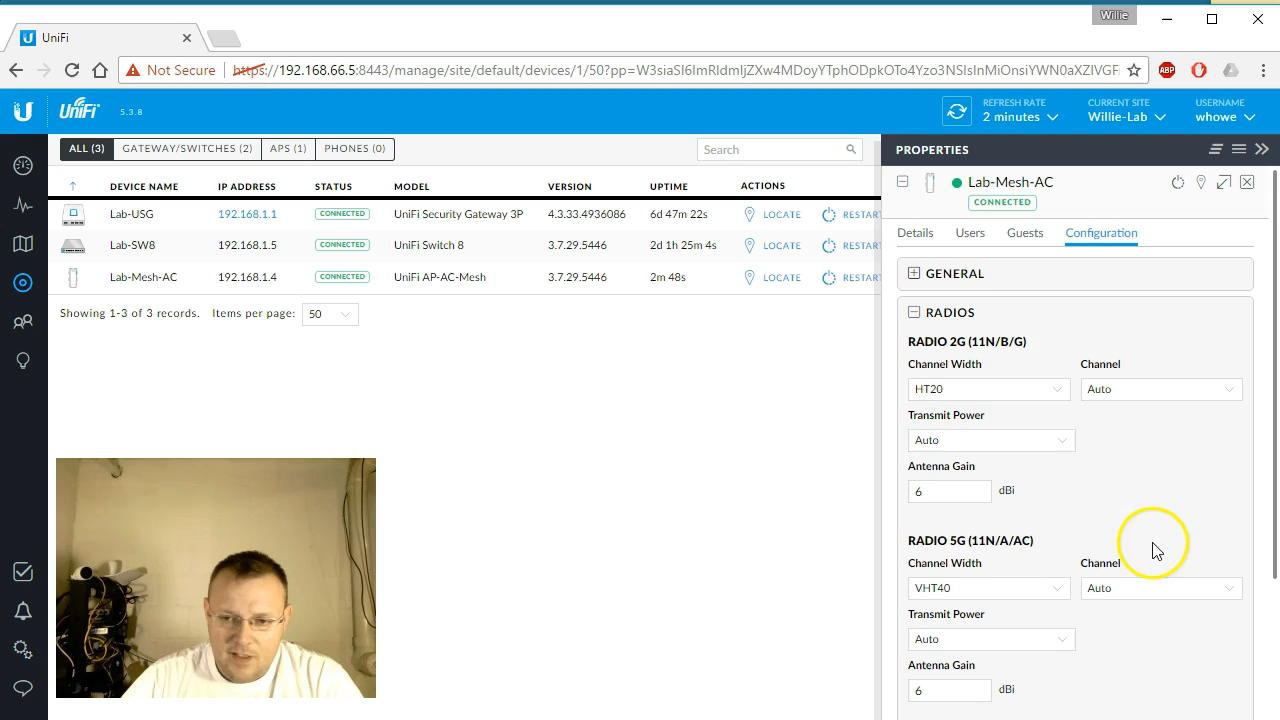 Willie
UniFi
Not Secure https://192.168.66.5:8443/manage/site/default/devices/1/50?pp=W3siaSI6ImRldmljZXw4MDoyYTphODpkOTo4Yzo3NSIsInMiOnsiYWN0aXZlVGFi
ABP
U UniFi 5.3.8 REFRESH RATE CURRENT SITE USERNAME
2 minutes Willie-Lab whowe
ALL (3) GATEWAY/SWITCHES (2) APS (1) PHONES (0) Search
DEVICE NAME IP ADDRESS STATUS MODEL VERSION UPTIME ACTIONS
Lab-USG 192.168.1.1 CONNECTED UniFi Security Gateway 3P 4.3.33.4936086 6d 47m 22s LOCATE RESTAR
Lab-SW8 192.168.1.5 CONNECTED UniFi Switch 8 3.7.29.5446 2d 1h 25m 4s LOCATE RESTAR
Lab-Mesh-AC 192.168.1.4 CONNECTED UniFi AP-AC-Mesh 3.7.29.5446 2m 48s LOCATE RESTAR
Showing 1-3 of 3 records. Items per page: 50
PROPERTIES
Lab-Mesh-AC
CONNECTED
Details Users Guests Configuration
GENERAL
RADIOS
RADIO 2G (11N/B/G)
Channel Width Channel
HT20 Auto
Transmit Power
Auto
Antenna Gain
6 dBi
RADIO 5G (11N/A/AC)
Channel Width Channel
VHT40 Auto
Transmit Power
Auto
Antenna Gain
6 dBi